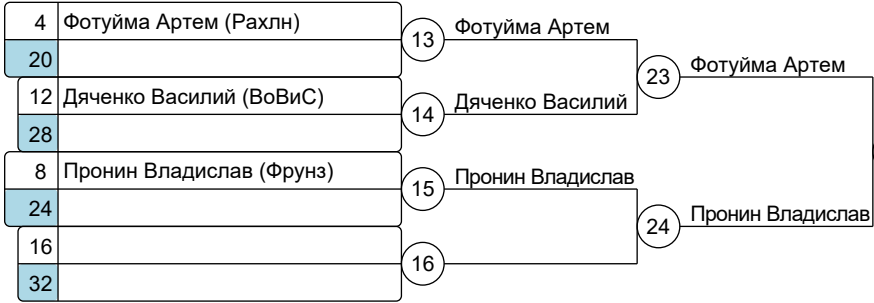 4 Фотуйма Артем (Рахлн)
13 Фотуйма Артем
20
23 Фотуйма Артем
12 Дяченко Василий (ВоВиС)
14 Дяченко Василий
28
8 Пронин Владислав (Фрунз)
15 Пронин Владислав
24
24 Пронин Владислав
16
16
32